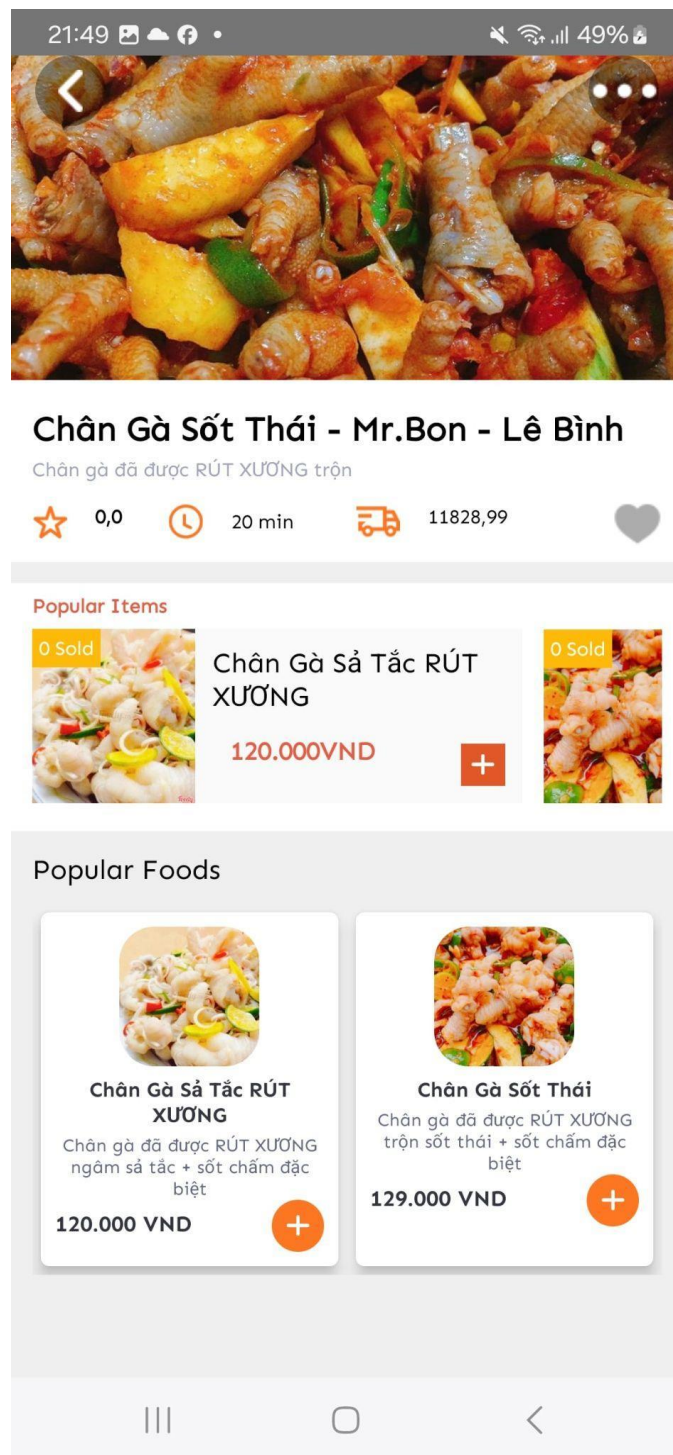 21:49
49%
Chân Gà Sốt Thái - Mr.Bon - Lê Bình
Chân gà đã được RÚT XƯƠNG trộn
0,0
20 min
11828,99
Popular Items
0 Sold
Chân Gà Sả Tắc RÚT
XƯƠNG
120.000VND
0 Sold
Popular Foods
Chân Gà Sả Tắc RÚT
XƯƠNG
Chân gà đã được RÚT XƯƠNG
ngâm sả tắc + sốt chấm đặc
biệt
120.000 VND
Chân Gà Sốt Thái
Chân gà đã được RÚT XƯƠNG
trộn sốt thái + sốt chấm đặc
biệt
129.000 VND